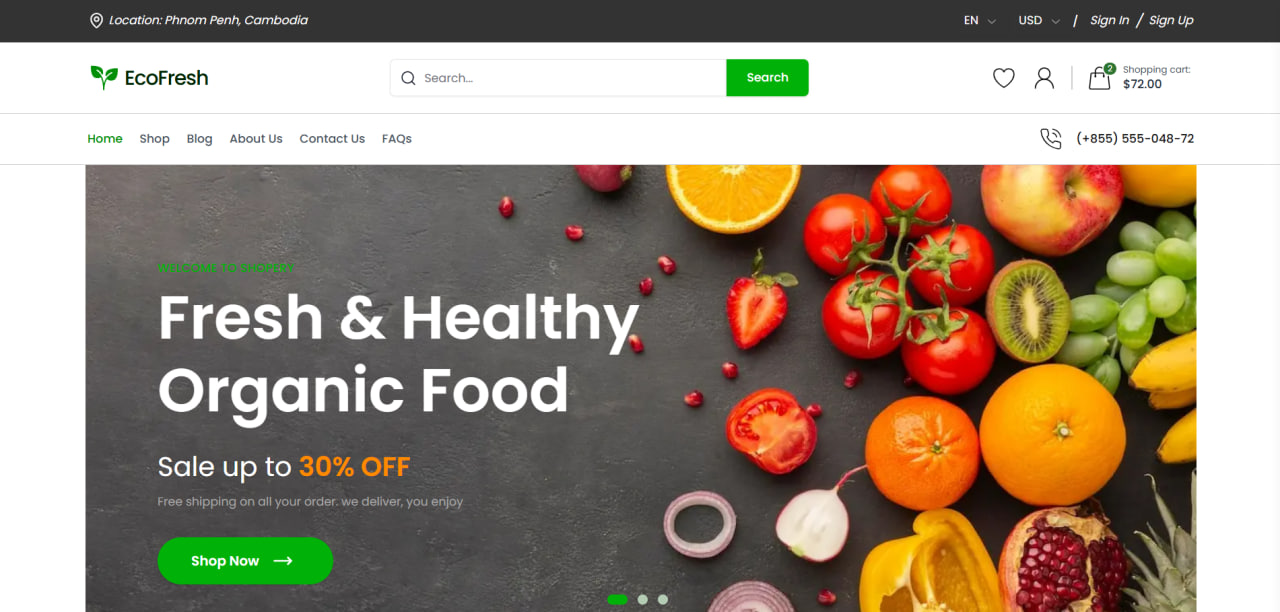 Location: Phnom Penh, Cambodia
EN
USD
/
Sign In / Sign Up
EcoFresh
Search...
Search
2
Shopping cart:
$72.00
Home
Shop
Blog
About Us
Contact Us
FAQs
(+855) 555-048-72
WELCOME TO SHOPERY
Fresh & Healthy
Organic Food
Sale up to 30% OFF
Free shipping on all your order. we deliver, you enjoy
Shop Now